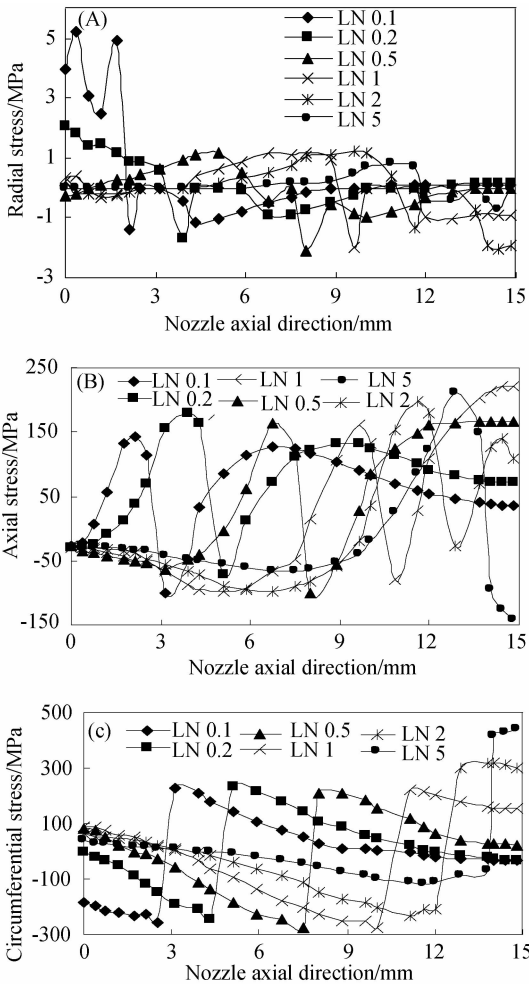 (A)
LN 0.1
LN 0.2
LN 0.5
LN 1
LN 2
LN 5
5
3
1
-1
-3
Radial stress/MPa
0 3 6 9 12 15
Nozzle axial direction/mm
(B)
LN 0.1 LN 1 LN 5
LN 0.2 LN 0.5 LN 2
250
150
50
-50
-150
Axial stress/MPa
0 3 6 9 12 15
Nozzle axial direction/mm
(c)
LN 0.1 LN 0.5 LN 2
LN 0.2 LN 1 LN 5
500
300
100
-100
-300
Circumferential stress/MPa
0 3 6 9 12 15
Nozzle axial direction/mm